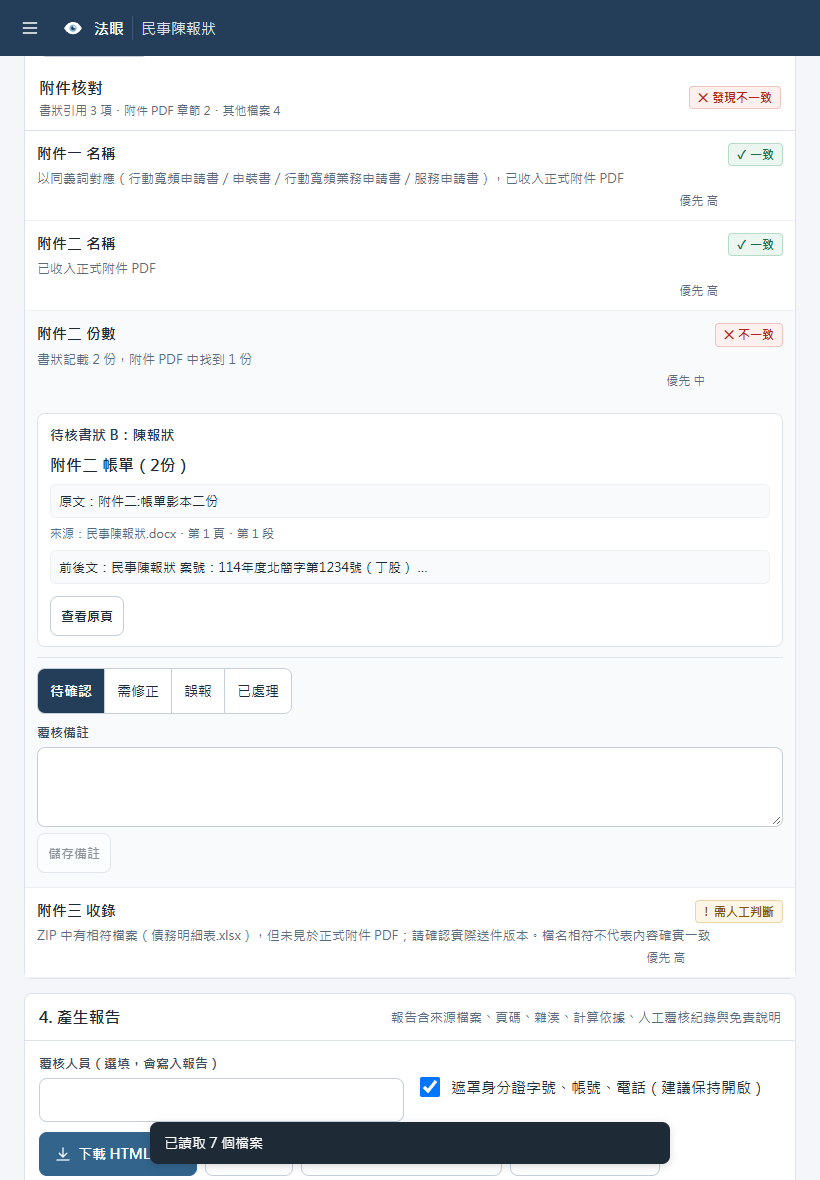 法眼 民事陳報狀
附件核對
書狀引用 3 項 · 附件 PDF 章節 2 · 其他檔案 4
✕ 發現不一致
附件一 名稱
✓ 一致
以同義詞對應（行動寬頻申請書 / 申裝書 / 行動寬頻業務申請書 / 服務申請書），已收入正式附件 PDF
優先 高
附件二 名稱
✓ 一致
已收入正式附件 PDF
優先 高
附件二 份數
✕ 不一致
書狀記載 2 份，附件 PDF 中找到 1 份
優先 中
待核書狀 B：陳報狀
附件二 帳單（2份）
原文：附件二:帳單影本二份
來源：民事陳報狀.docx · 第 1 頁 · 第 1 段
前後文：民事陳報狀 案號：114年度北簡字第1234號（丁股） …
查看原頁
待確認 需修正 誤報 已處理
覆核備註
儲存備註
附件三 收錄
! 需人工判斷
ZIP 中有相符檔案（債務明細表.xlsx），但未見於正式附件 PDF；請確認實際送件版本。檔名相符不代表內容確實一致
優先 高
4. 產生報告
報告含來源檔案、頁碼、雜湊、計算依據、人工覆核紀錄與免責說明
覆核人員（選填，會寫入報告）
遮罩身分證字號、帳號、電話（建議保持開啟）
下載 HTML
已讀取 7 個檔案